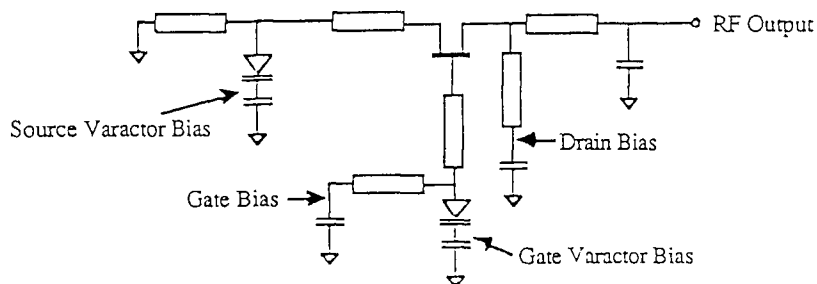 RF Output
Source Varactor Bias
Drain Bias
Gate Bias
Gate Varactor Bias